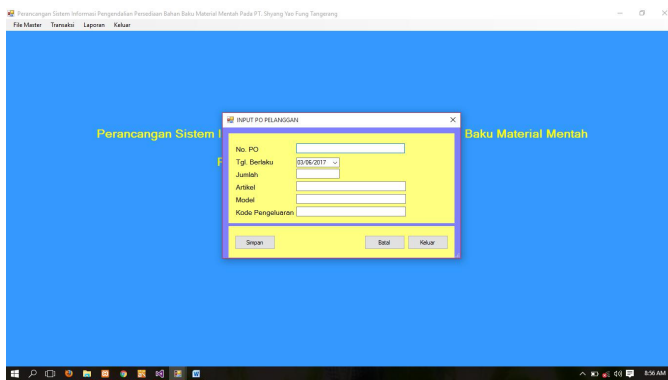 Perancangan Sistem Informasi Pengendalian Persediaan Bahan Baku Material Mentah Pada PT. Shyang Yao Fung Tangerang
File Master Transaksi Laporan Keluar
INPUT PO PELANGGAN
Perancangan Sistem I Baku Material Mentah
No. PO
Tgl. Berlaku 03/06/2017
Jumlah
Artikel
Model
Kode Pengeluaran
Simpan Batal Keluar
8:56 AM